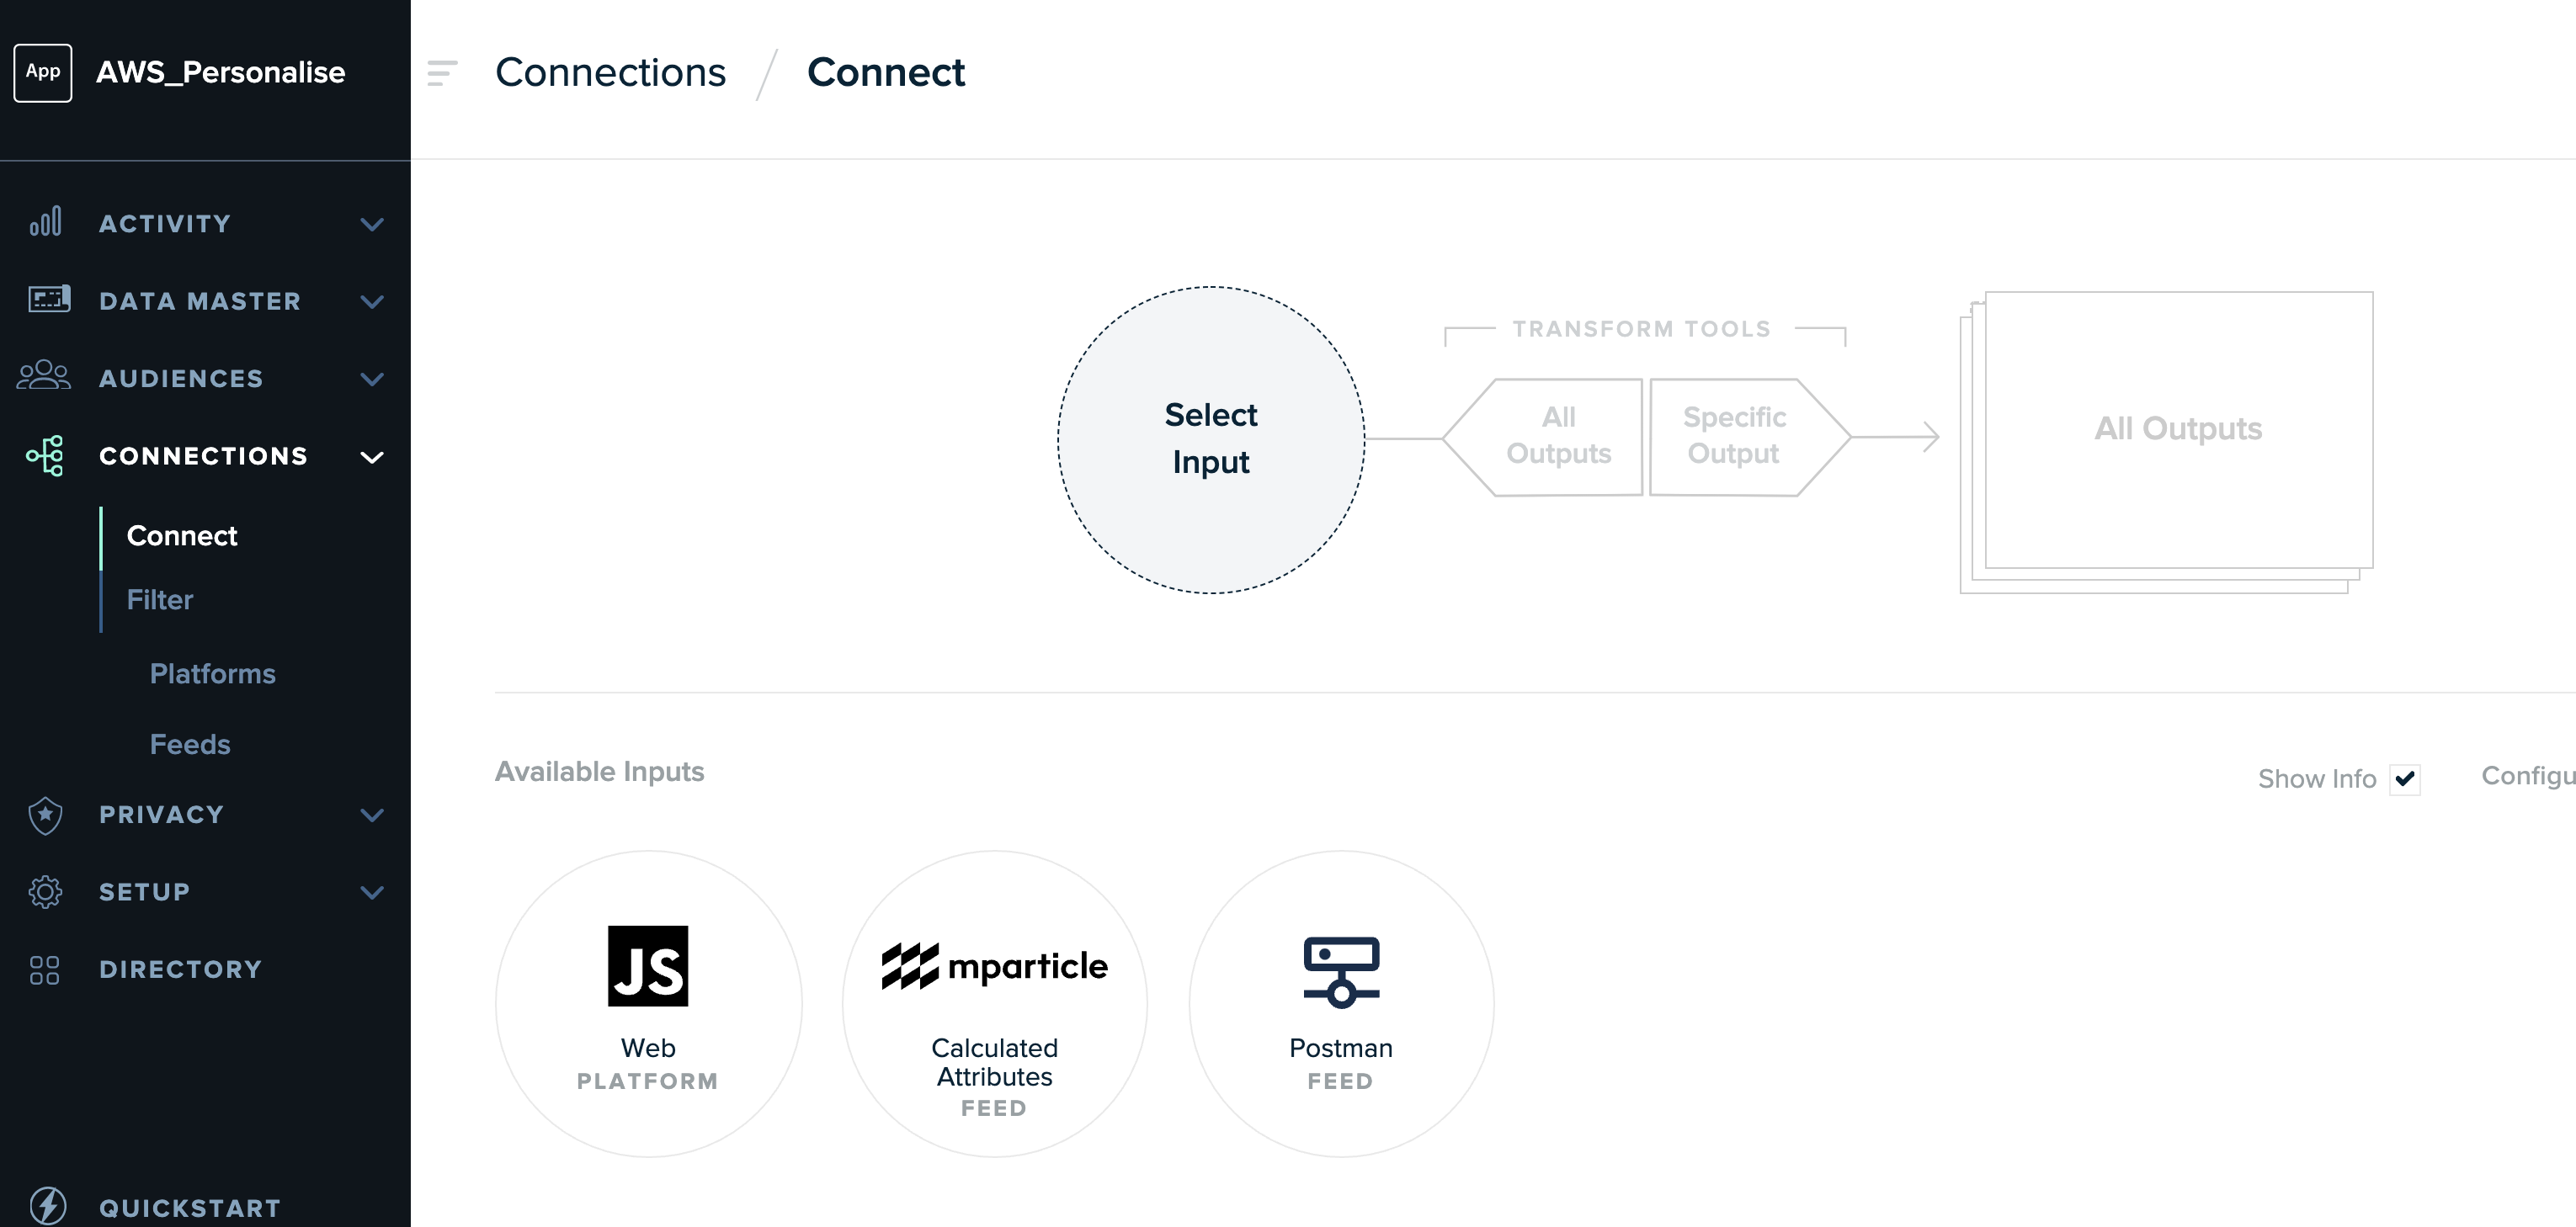 App
AWS_Personalise
Connections / Connect
ACTIVITY
DATA MASTER
AUDIENCES
CONNECTIONS
Connect
Filter
Platforms
Feeds
PRIVACY
SETUP
DIRECTORY
QUICKSTART
Select
Input
TRANSFORM TOOLS
All
Outputs
Specific
Output
All Outputs
Available Inputs
Show Info
Configu
JS
Web
PLATFORM
mparticle
Calculated
Attributes
FEED
Postman
FEED